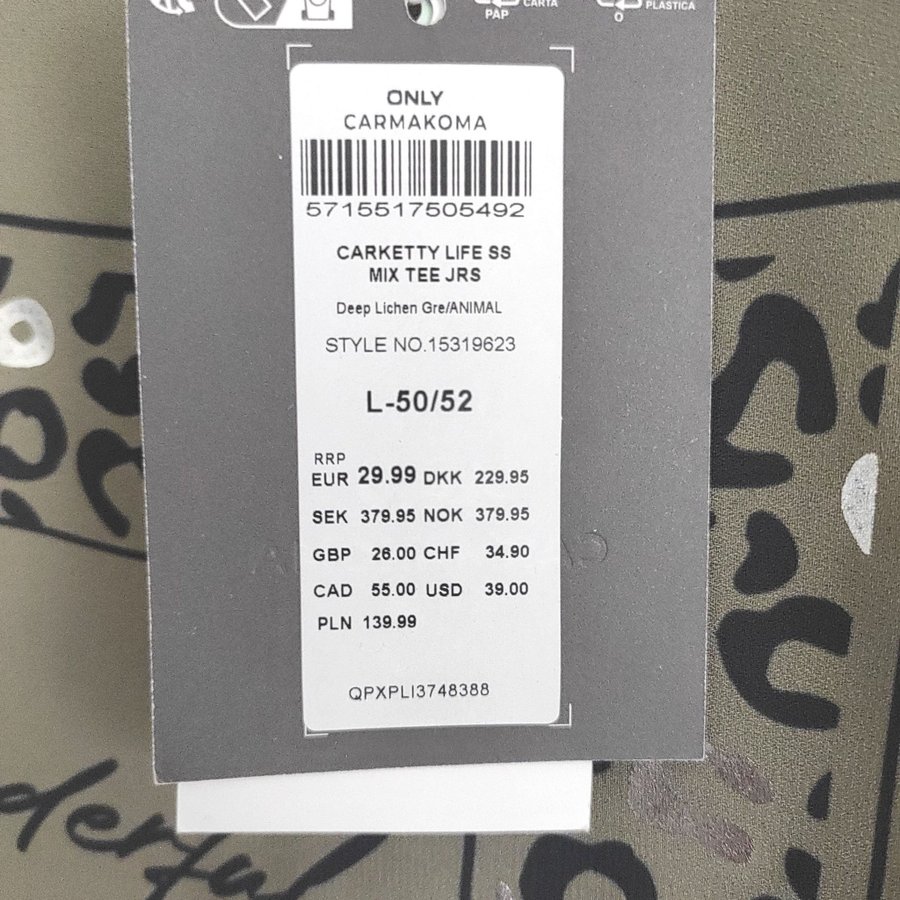 PAP
CARTA
PLASTICA
ONLY
CARMAKOMA
5715517505492
CARKETTY LIFE SS
MIX TEE JRS
Deep Lichen Gre/ANIMAL
STYLE NO.15319623
L-50/52
RRP
EUR 29.99 DKK 229.95
SEK 379.95 NOK 379.95
GBP 26.00 CHF 34.90
CAD 55.00 USD 39.00
PLN 139.99
QPXPLI3748388
derful